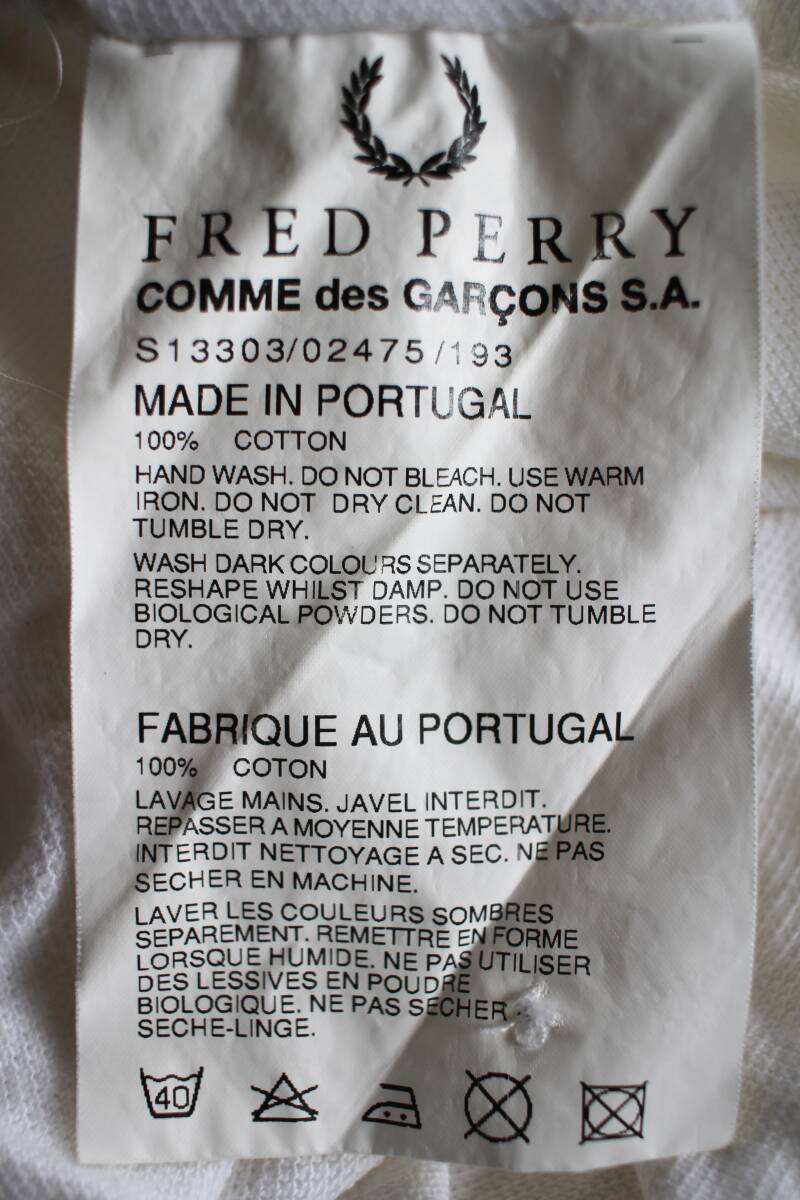 FRED PERRY
COMME des GARÇONS S.A.
S13303/02475/193
MADE IN PORTUGAL
100% COTTON
HAND WASH. DO NOT BLEACH. USE WARM
IRON. DO NOT DRY CLEAN. DO NOT
TUMBLE DRY.
WASH DARK COLOURS SEPARATELY.
RESHAPE WHILST DAMP. DO NOT USE
BIOLOGICAL POWDERS. DO NOT TUMBLE
DRY.
FABRIQUE AU PORTUGAL
100% COTON
LAVAGE MAINS. JAVEL INTERDIT.
REPASSER A MOYENNE TEMPERATURE.
INTERDIT NETTOYAGE A SEC. NE PAS
SECHER EN MACHINE.
LAVER LES COULEURS SOMBRES
SEPAREMENT. REMETTRE EN FORME
LORSQUE HUMIDE. NE PAS UTILISER
DES LESSIVES EN POUDRE
BIOLOGIQUE. NE PAS SECHER
SECHE-LINGE.
40